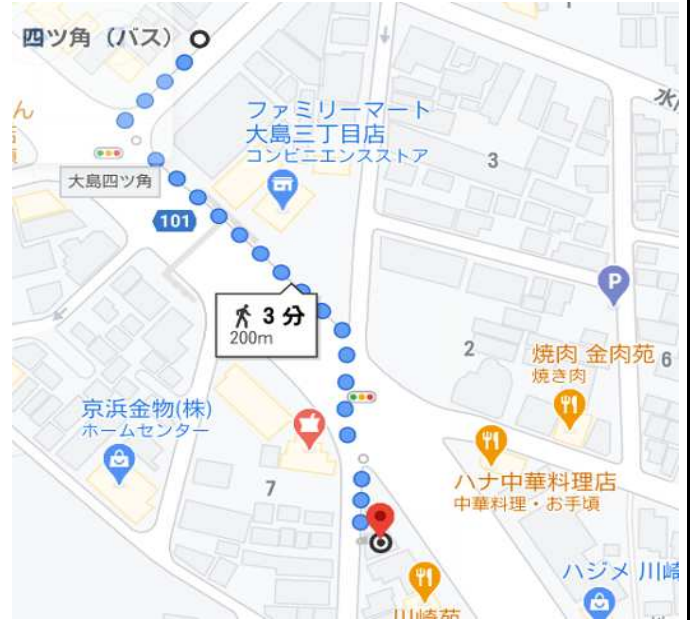 四ツ角（バス）
ファミリーマート
大島三丁目店
コンビニエンスストア
大島四ツ角
101
3
3 分
200m
P
2
焼肉 金肉苑
焼き肉
6
京浜金物(株)
ホームセンター
7
ハナ中華料理店
中華料理・お手頃
ハジメ 川崎
川崎苑